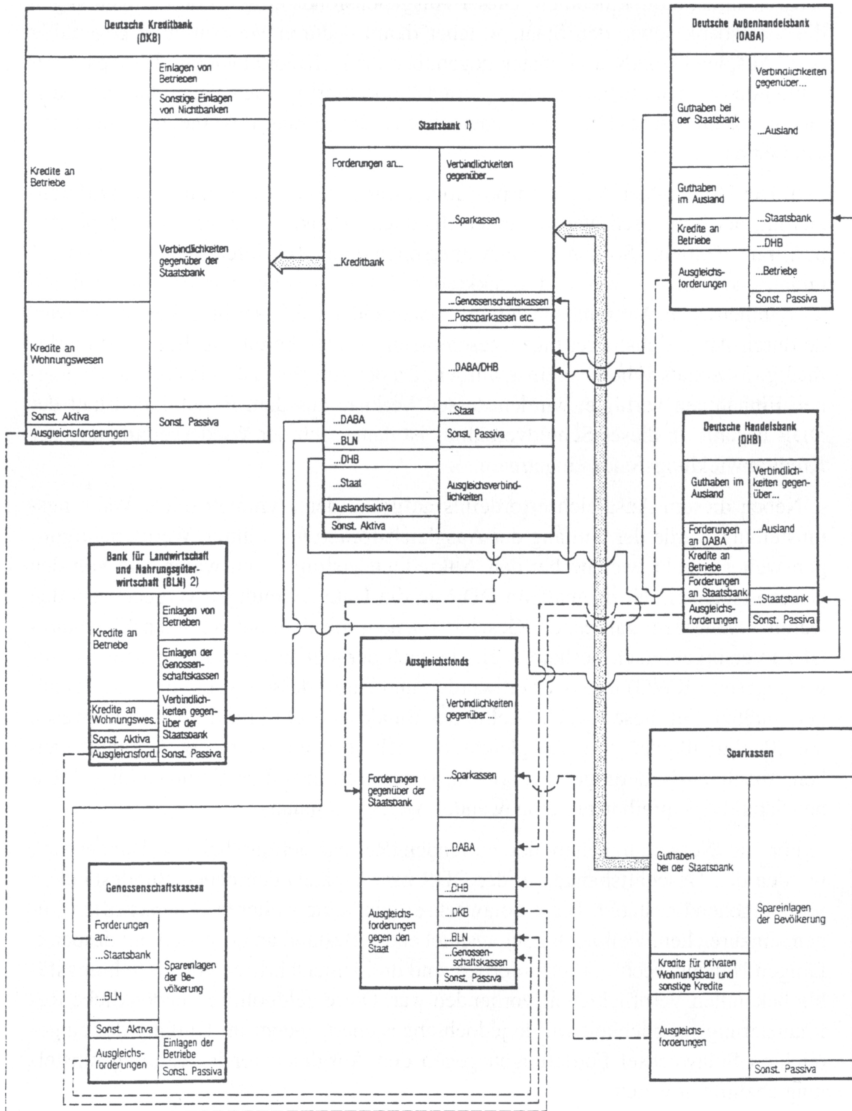 Deutsche Kreditbank
(DKB)
Einlagen von
Betrieben
Sonstige Einlagen
von Nichtbanken
Kredite an
Betriebe
Verbindlichkeiten
gegenüber der
Staatsbank
Kredite an
Wohnungswesen
Sonst. Aktiva
Ausgleichsforderungen
Sonst. Passiva
Staatsbank 1)
Forderungen an...
...Kreditbank
...DABA
...BLN
...DHB
...Staat
Auslandsaktiva
Sonst. Aktiva
Verbindlichkeiten
gegenüber...
...Sparkassen
...Genossenschaftskassen
...Postsparkassen etc.
...DABA/DHB
...Staat
Sonst. Passiva
Ausgleichsverbind-
lichkeiten
Deutsche Außenhandelsbank
(DABA)
Guthaben bei
der Staatsbank
Guthaben
im Ausland
Kredite an
Betriebe
Ausgleichs-
forderungen
Verbindlichkeiten
gegenüber...
...Ausland
...Staatsbank
...DHB
...Betriebe
Sonst. Passiva
Deutsche Handelsbank
(DHB)
Guthaben im
Ausland
Forderungen
an DABA
Kredite an
Betriebe
Forderungen
an Staatsbank
Ausgleichs-
forderungen
Verbindlich-
keiten gegen-
über...
...Ausland
...Staatsbank
Sonst. Passiva
Bank für Landwirtschaft
und Nahrungsgüter-
wirtschaft (BLN) 2)
Kredite an
Betriebe
Kredite an
Wohnungswes.
Sonst. Aktiva
Ausgleichsford.
Einlagen von
Betrieben
Einlagen der
Genossen-
schaftskassen
Verbindlich-
keiten gegen-
über der
Staatsbank
Sonst. Passiva
Ausgleichsfonds
Forderungen
gegenüber der
Staatsbank
Ausgleichs-
forderungen
gegen den
Staat
Verbindlichkeiten
gegenüber...
...Sparkassen
...DABA
...DHB
...DKB
...BLN
...Genossen-
schaftskassen
Sonst. Passiva
Sparkassen
Guthaben
bei der Staatsbank
Kredite für privaten
Wohnungsbau und
sonstige Kredite
Ausgleichs-
forderungen
Spareinlagen
der Bevölkerung
Sonst. Passiva
Genossenschaftskassen
Forderungen
an...
...Staatsbank
...BLN
Sonst. Aktiva
Ausgleichs-
forderungen
Spareinlagen
der Be-
völkerung
Einlagen der
Betriebe
Sonst. Passiva